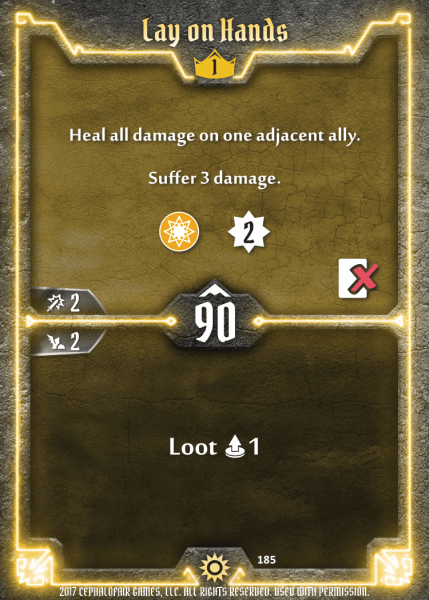 Lay on Hands
1
Heal all damage on one adjacent ally.
Suffer 3 damage.
2
2
90
2
Loot 1
185
2017 CEPHALOFAIR GAMES, LLC. ALL RIGHTS RESERVED. USED WITH PERMISSION.